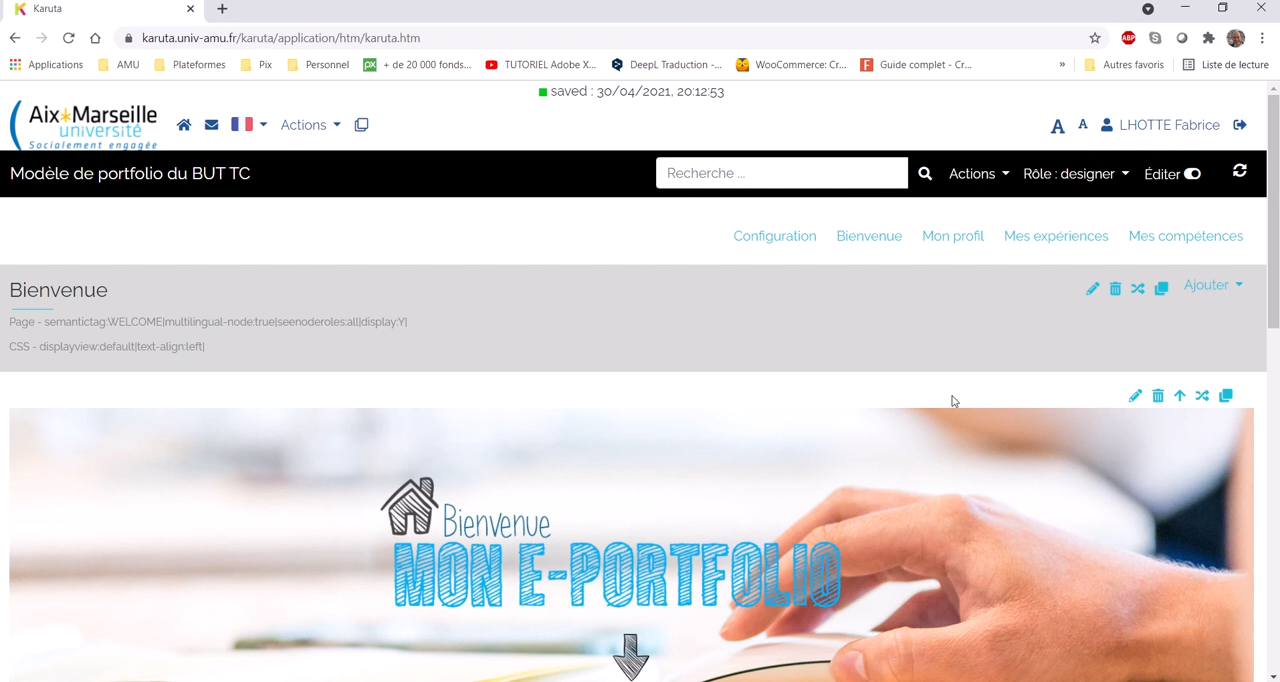 Karuta
karuta.univ-amu.fr/karuta/application/htm/karuta.htm
ABP
Applications AMU Plateformes Pix Personnel + de 20 000 fonds... TUTORIEL Adobe X... DeepL Traduction -... WooCommerce: Cr... Guide complet - Cr... » Autres favoris Liste de lecture
saved : 30/04/2021, 20:12:53
Aix*Marseille
université
Socialement engagée
Actions
A A LHOTTE Fabrice
Modèle de portfolio du BUT TC
Recherche ...
Actions Rôle : designer Éditer
Configuration Bienvenue Mon profil Mes expériences Mes compétences
Bienvenue
Ajouter
Page - semantictag:WELCOME|multilingual-node:true|seenoderoles:all|display:Y|
CSS - displayview:default|text-align:left|
Bienvenue
MON E-PORTFOLIO